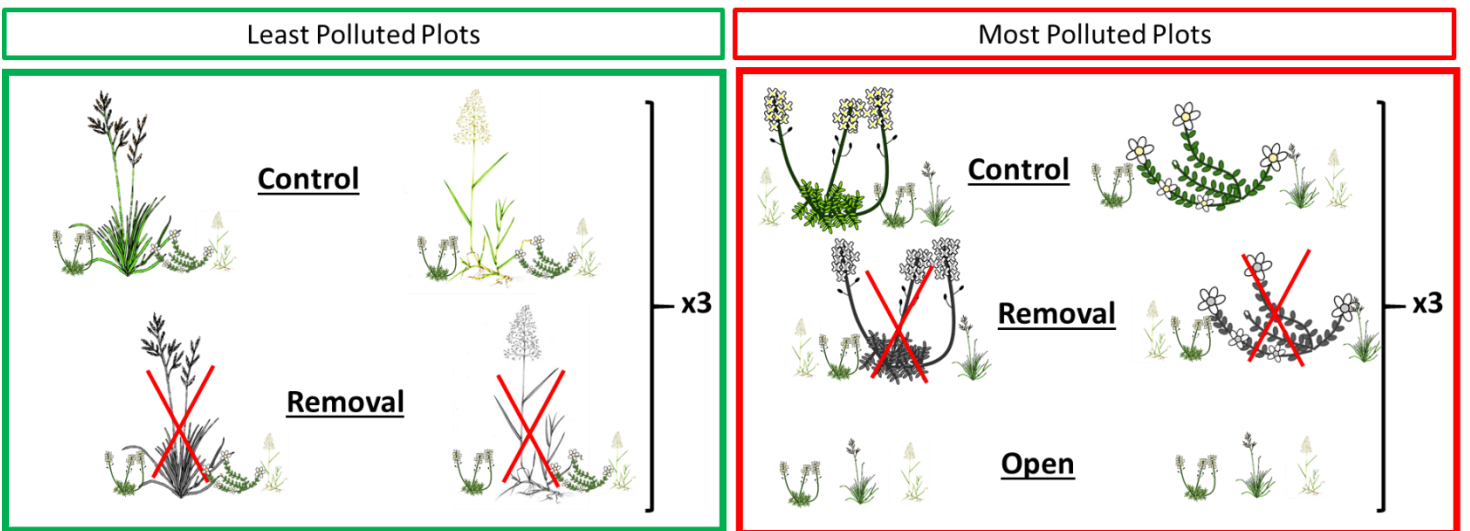 Least Polluted Plots
Most Polluted Plots
Control
Removal
x3
Control
Removal
Open
x3